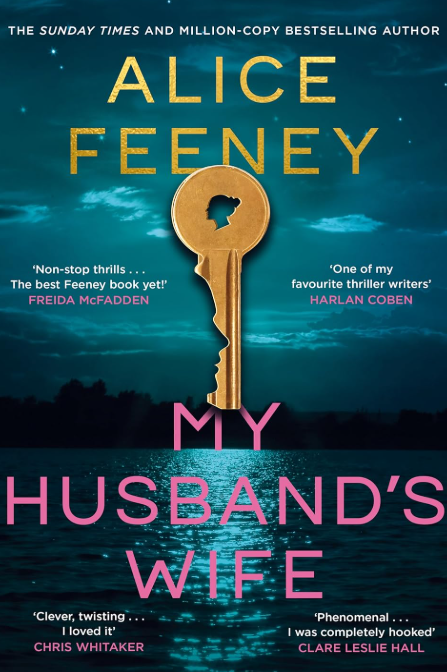 THE SUNDAY TIMES AND MILLION-COPY BESTSELLING AUTHOR
ALICE
FEENEY
‘Non-stop thrills . . .
The best Feeney book yet!’
FREIDA McFADDEN
‘One of my
favourite thriller writers’
HARLAN COBEN
MY
HUSBAND’S
WIFE
‘Clever, twisting . . .
I loved it’
CHRIS WHITAKER
‘Phenomenal . . .
I was completely hooked’
CLARE LESLIE HALL